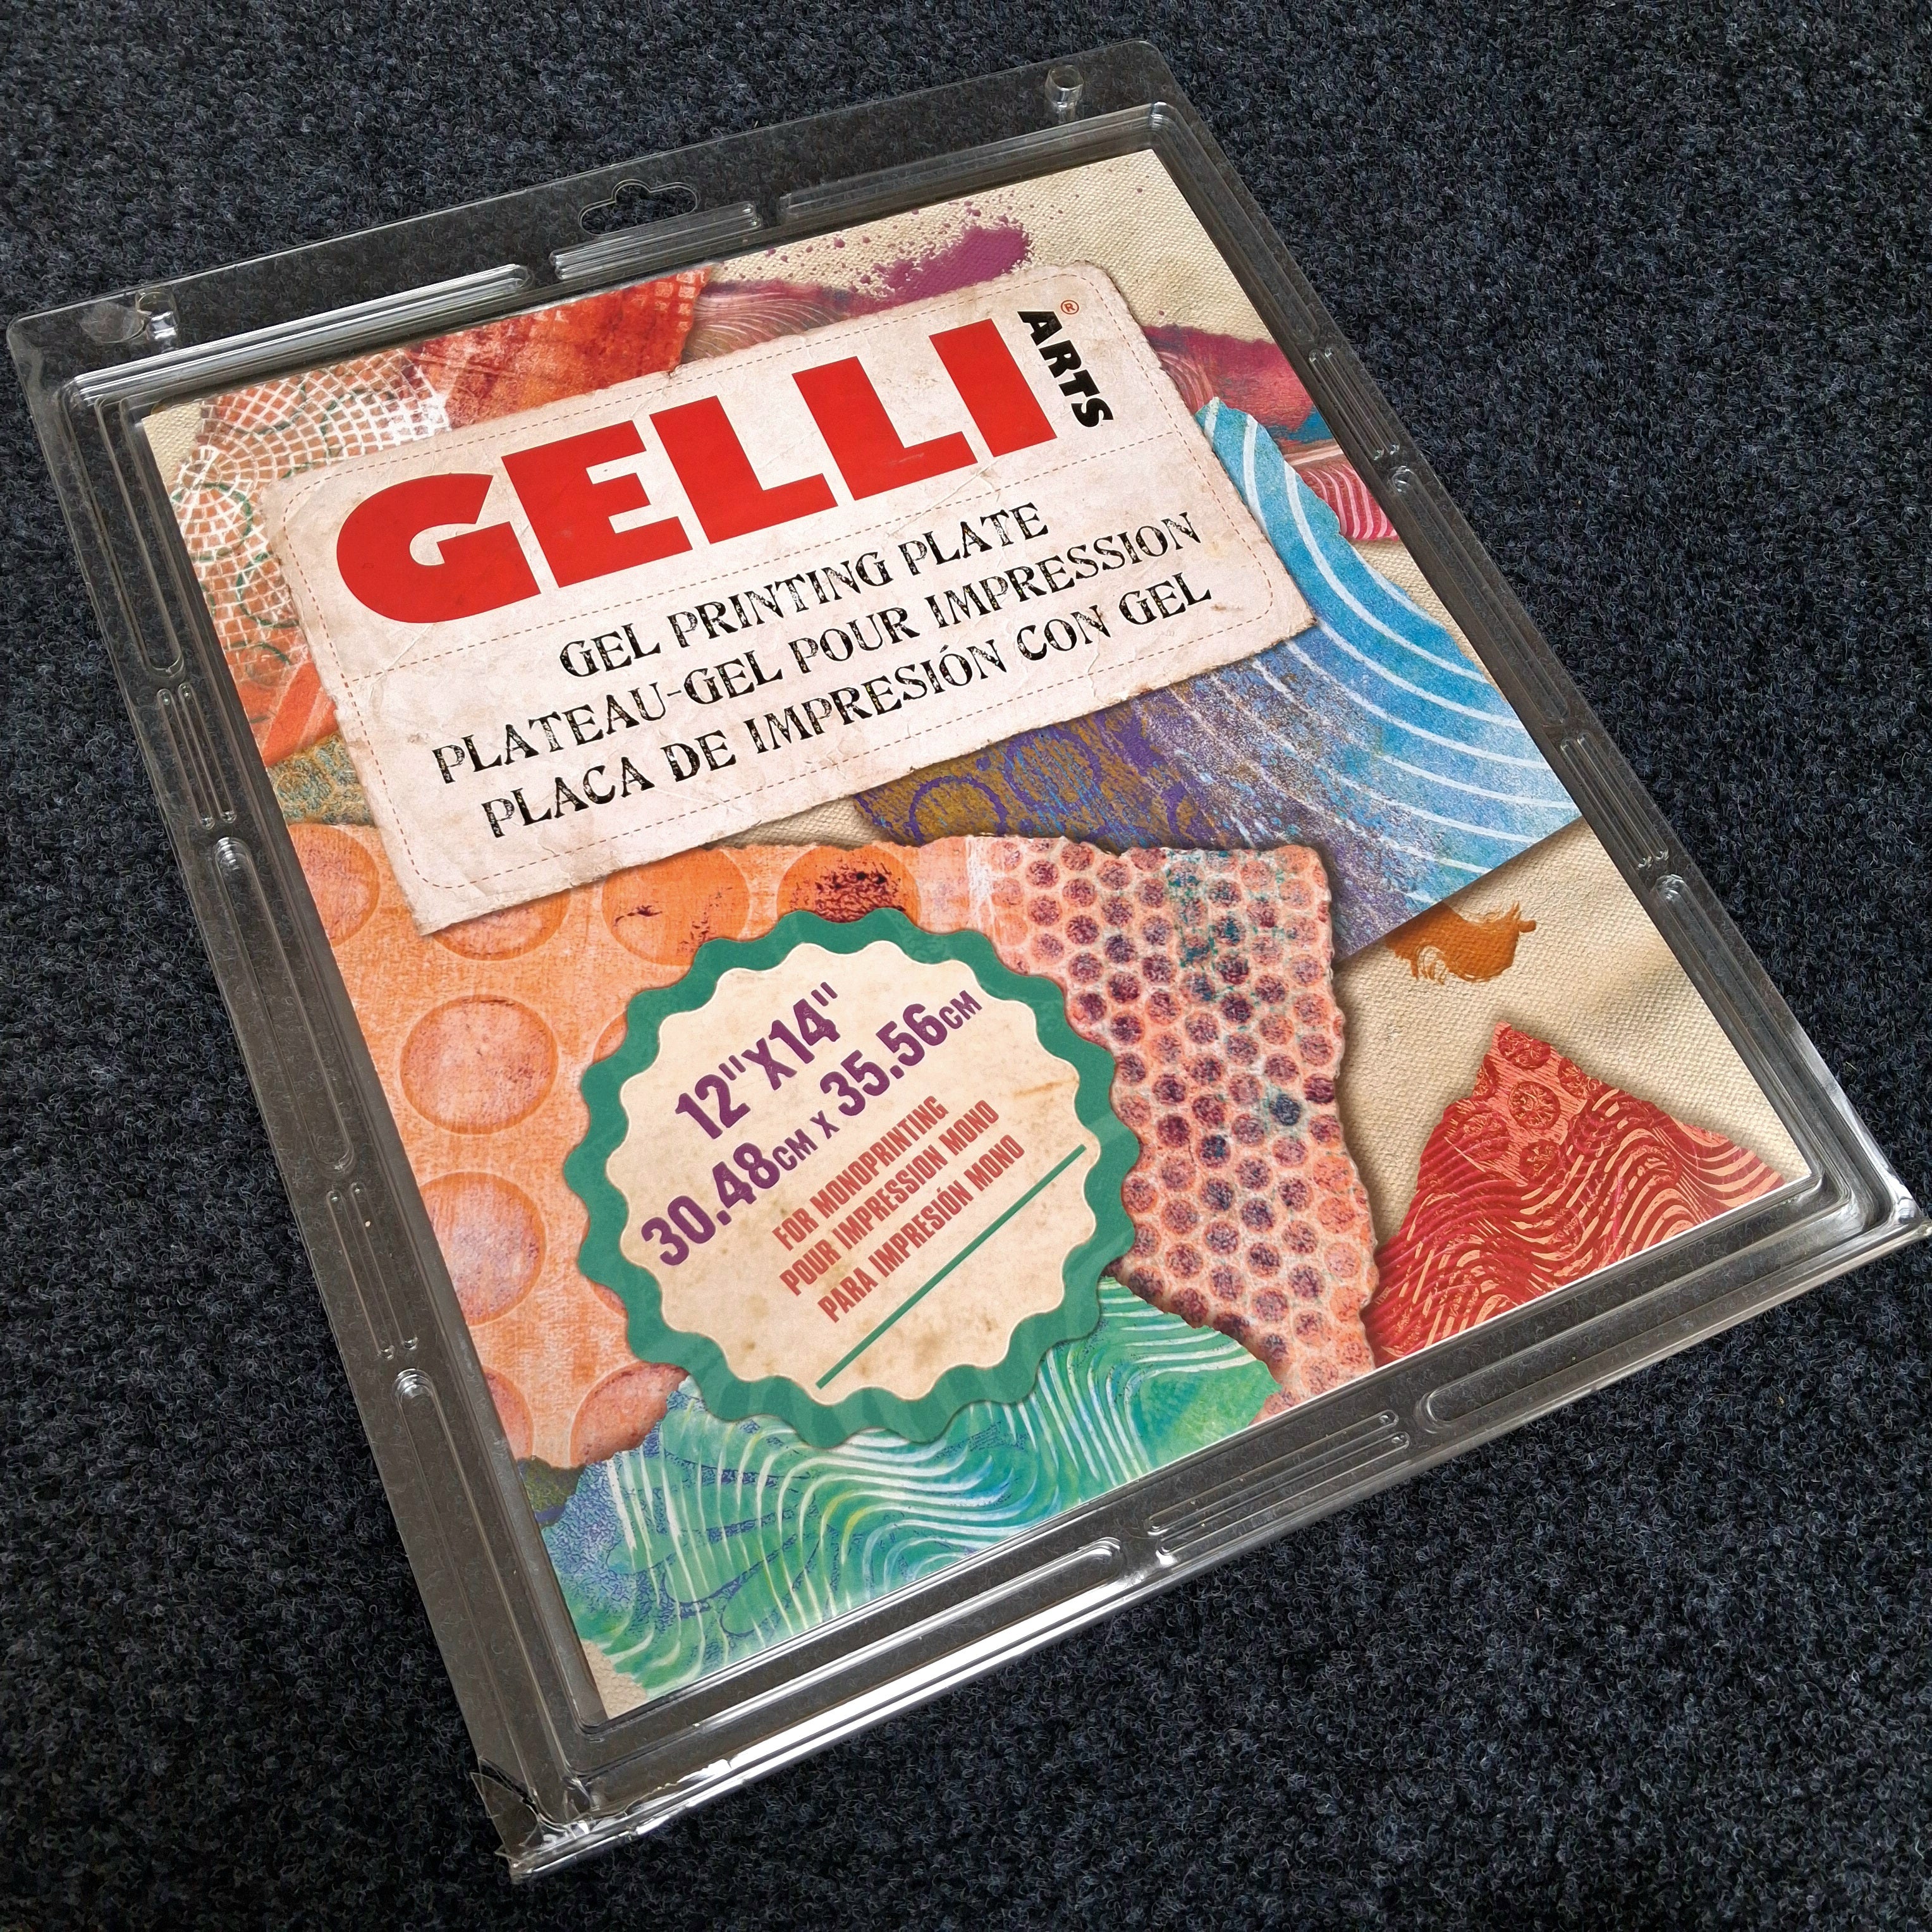 GELLI ARTS®
GEL PRINTING PLATE
PLATEAU-GEL POUR IMPRESSION
PLACA DE IMPRESIÓN CON GEL
12"X14"
30.48CM X 35.56CM
FOR MONOPRINTING
POUR IMPRESSION MONO
PARA IMPRESIÓN MONO